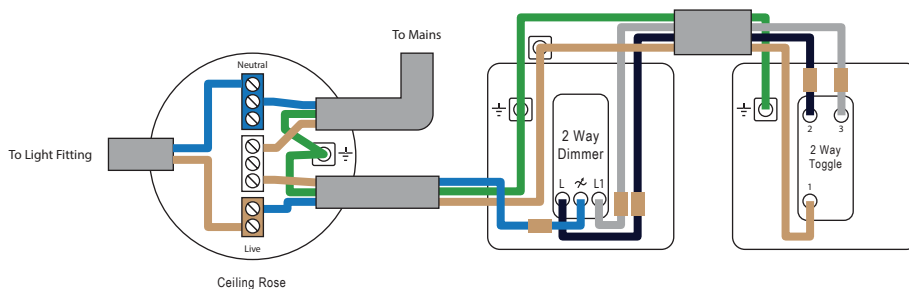 To Mains
Neutral
To Light Fitting
Live
Ceiling Rose
2 Way
Dimmer
L
L1
2
3
2 Way
Toggle
1